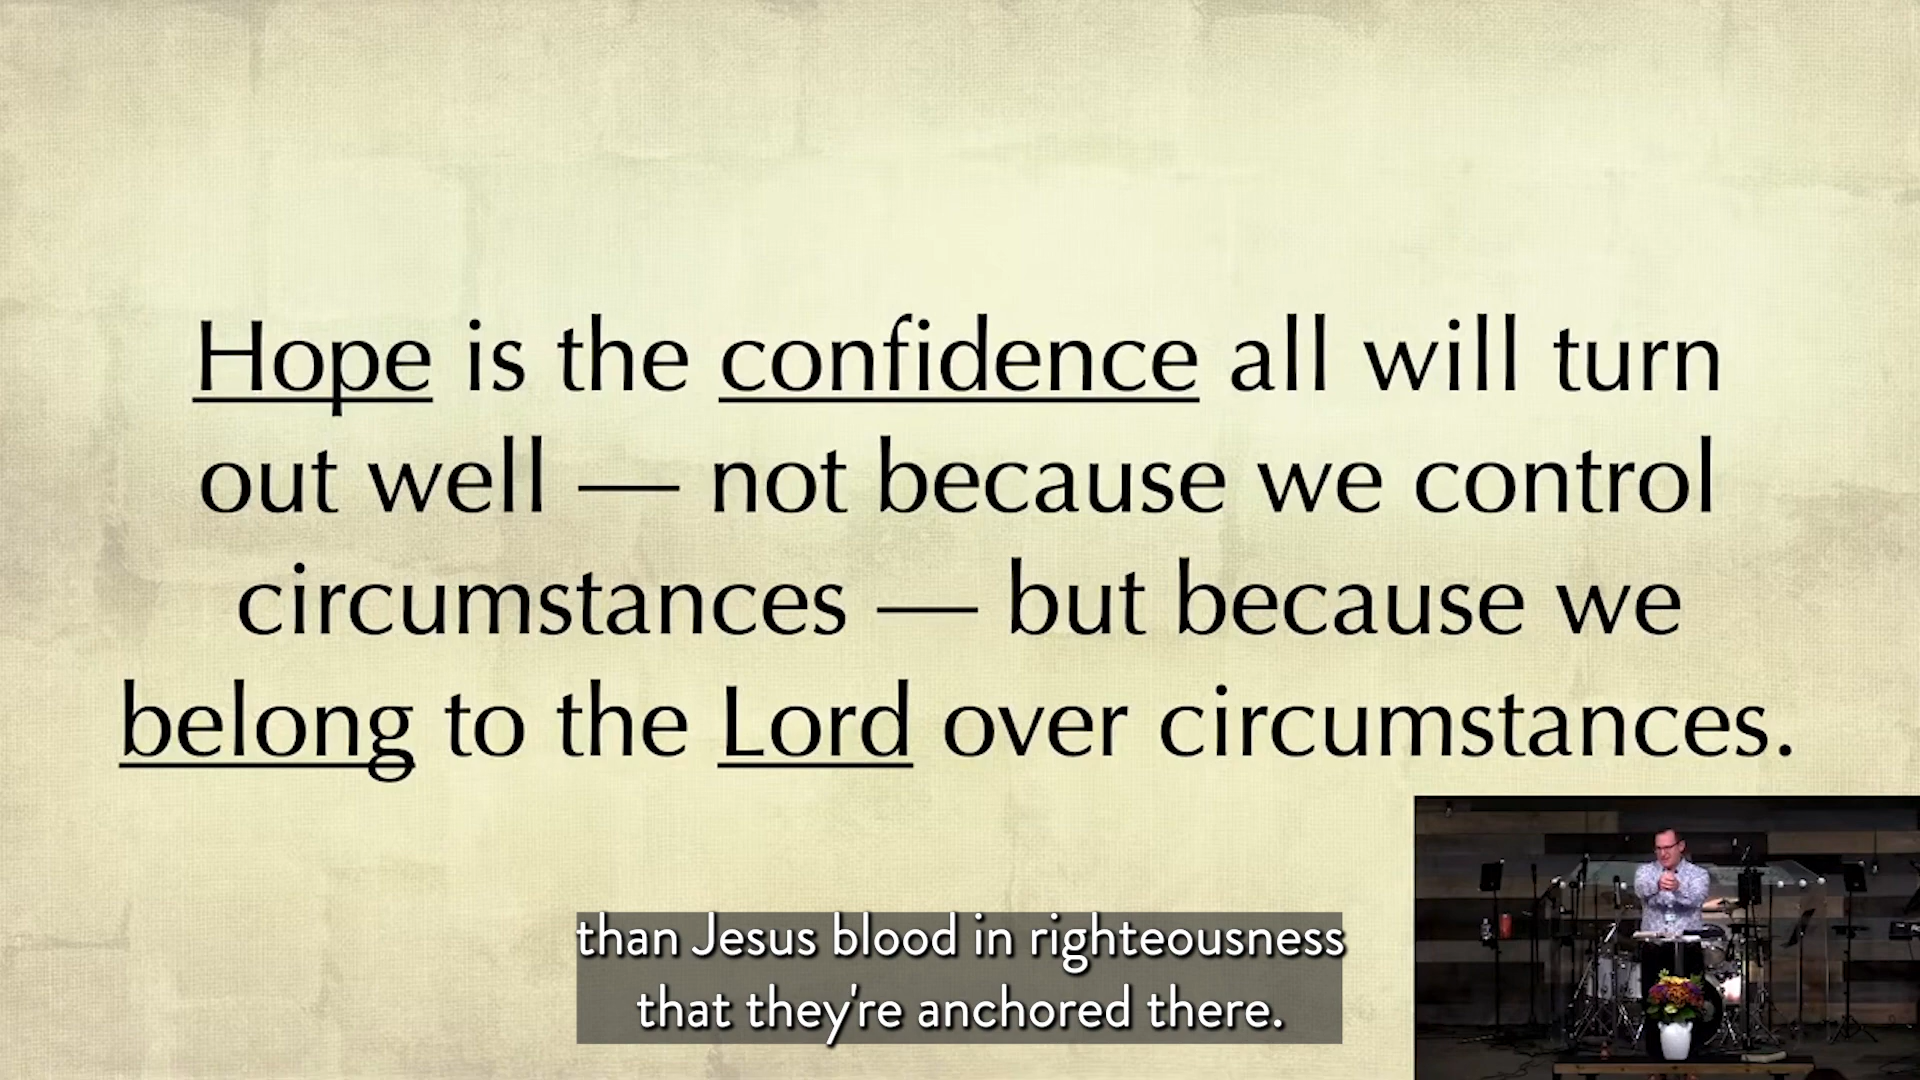 Hope is the confidence all will turn
out well — not because we control
circumstances — but because we
belong to the Lord over circumstances.
than Jesus blood in righteousness
that they're anchored there.